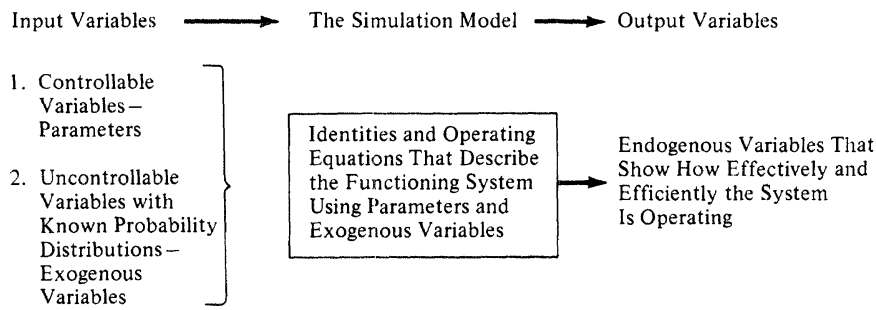 Input Variables
The Simulation Model
Output Variables
1. Controllable
Variables—
Parameters
2. Uncontrollable
Variables with
Known Probability
Distributions—
Exogenous
Variables
Identities and Operating
Equations That Describe
the Functioning System
Using Parameters and
Exogenous Variables
Endogenous Variables That
Show How Effectively and
Efficiently the System
Is Operating